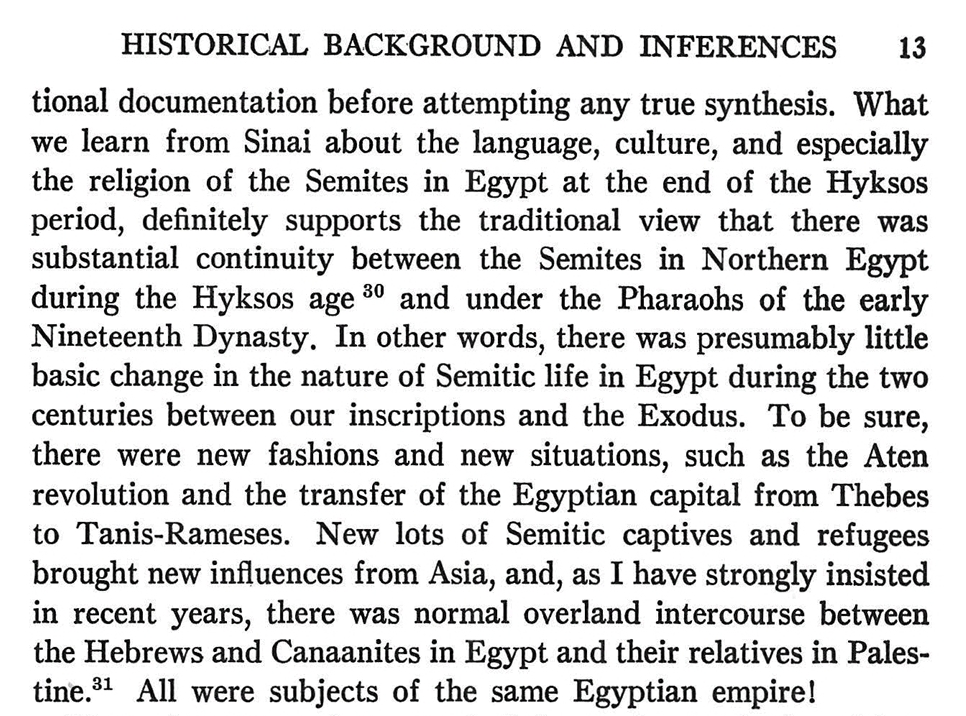 HISTORICAL BACKGROUND AND INFERENCES 13
tional documentation before attempting any true synthesis. What
we learn from Sinai about the language, culture, and especially
the religion of the Semites in Egypt at the end of the Hyksos
period, definitely supports the traditional view that there was
substantial continuity between the Semites in Northern Egypt
during the Hyksos age 30 and under the Pharaohs of the early
Nineteenth Dynasty. In other words, there was presumably little
basic change in the nature of Semitic life in Egypt during the two
centuries between our inscriptions and the Exodus. To be sure,
there were new fashions and new situations, such as the Aten
revolution and the transfer of the Egyptian capital from Thebes
to Tanis-Rameses. New lots of Semitic captives and refugees
brought new influences from Asia, and, as I have strongly insisted
in recent years, there was normal overland intercourse between
the Hebrews and Canaanites in Egypt and their relatives in Pales-
tine.31 All were subjects of the same Egyptian empire!